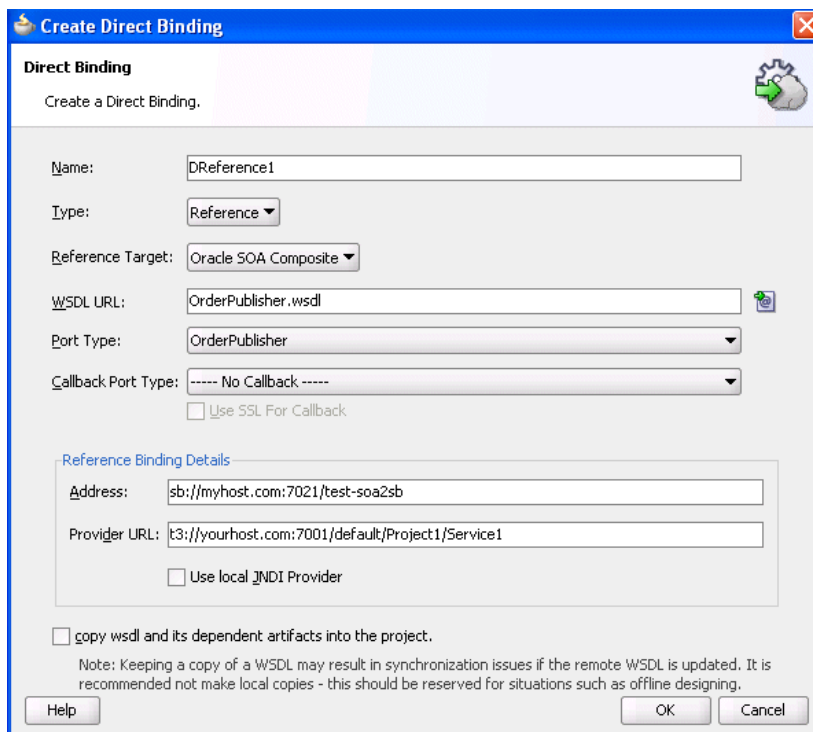 Create Direct Binding
Direct Binding
Create a Direct Binding.
Name: DReference1
Type: Reference
Reference Target: Oracle SOA Composite
WSDL URL: OrderPublisher.wsdl
Port Type: OrderPublisher
Callback Port Type: ----- No Callback -----
Use SSL For Callback
Reference Binding Details
Address: sb://myhost.com:7021/test-soa2sb
Provider URL: t3://yourhost.com:7001/default/Project1/Service1
Use local JNDI Provider
copy wsdl and its dependent artifacts into the project.
Note: Keeping a copy of a WSDL may result in synchronization issues if the remote WSDL is updated. It is
recommended not make local copies - this should be reserved for situations such as offline designing.
Help OK Cancel